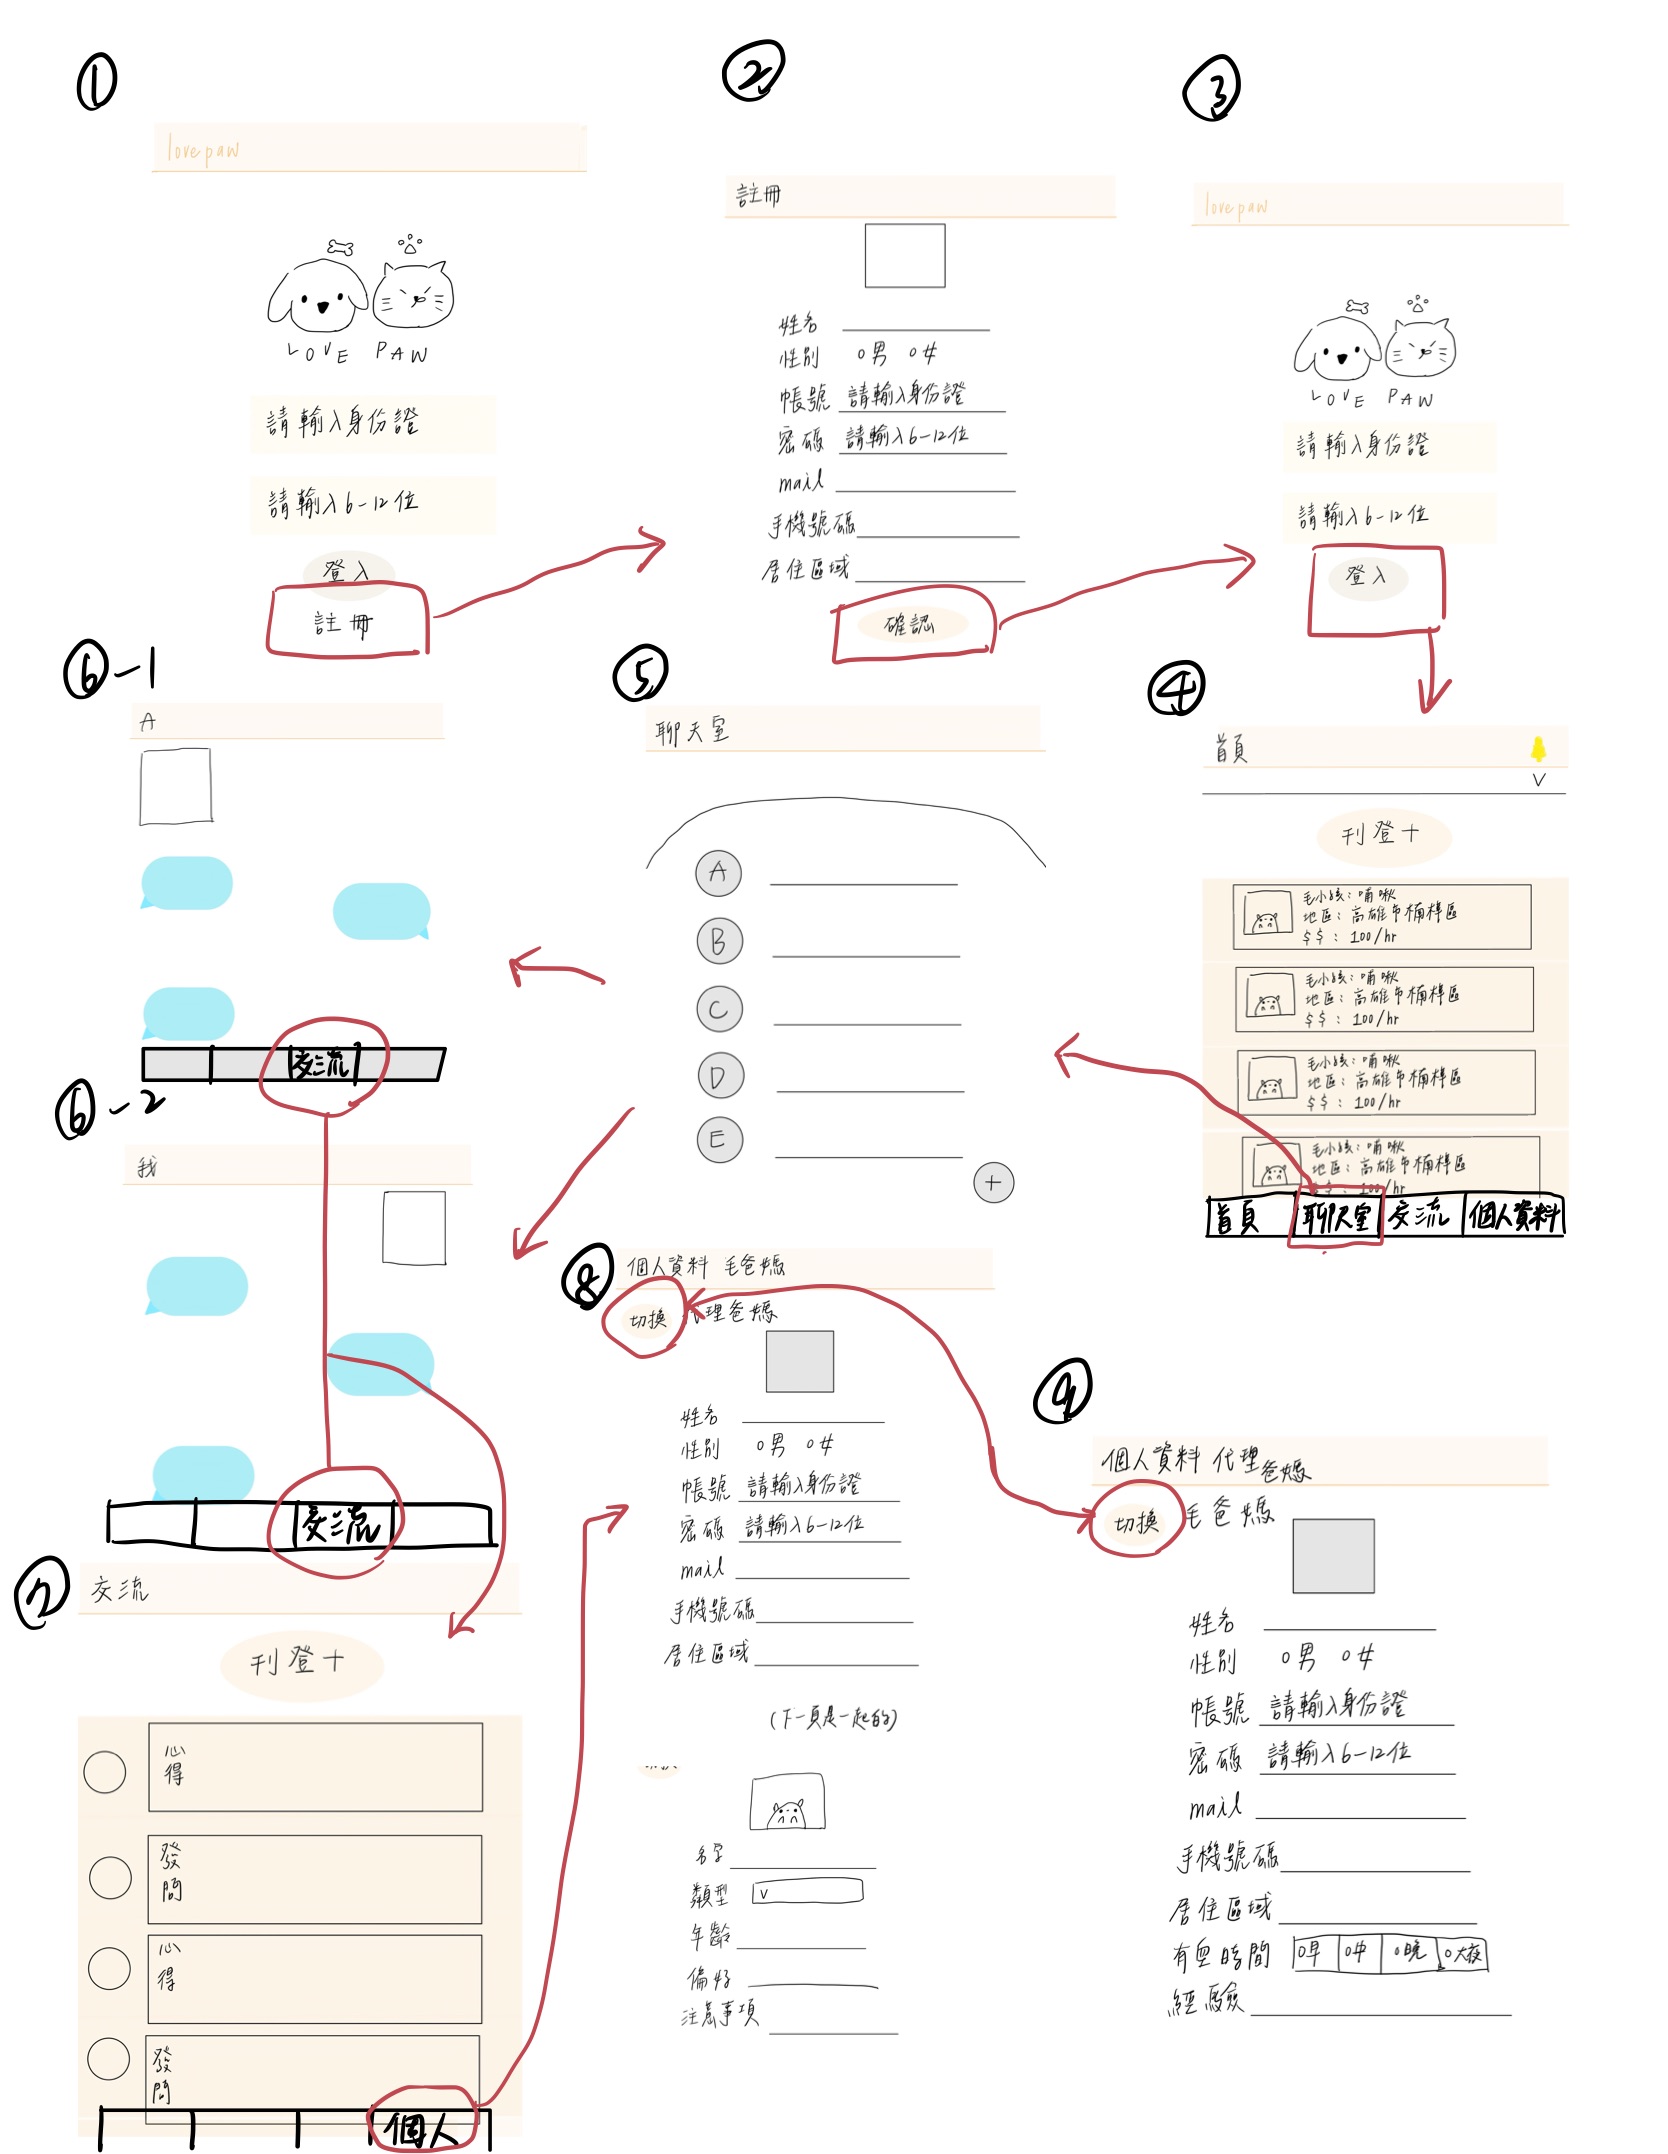 ①
lovepaw
LOVE PAW
請輸入身份證
請輸入6-12位
登入
註冊
②
註冊
姓名
性別 ○男 ○女
帳號 請輸入身份證
密碼 請輸入6-12位
mail
手機號碼
居住區域
確認
③
lovepaw
LOVE PAW
請輸入身份證
請輸入6-12位
登入
④
首頁
V
刊登+
毛小孩:啃啾
地區:高雄市楠梓區
$$: 100/hr
毛小孩:啃啾
地區:高雄市楠梓區
$$: 100/hr
毛小孩:啃啾
地區:高雄市楠梓區
$$: 100/hr
毛小孩:啃啾
地區:高雄市楠梓區
$$: 100/hr
首頁 聊天室 交流 個人資料
⑤
聊天室
A
B
C
D
E
+
⑥-1
A
交流
⑥-2
我
交流
⑦
交流
刊登+
心得
發問
心得
發問
個人
⑧
個人資料 毛爸媽
切換 代理爸媽
姓名
性別 ○男 ○女
帳號 請輸入身份證
密碼 請輸入6-12位
mail
手機號碼
居住區域
(下一頁是一起的)
名字
類型 V
年齡
偏好
注意事項
⑨
個人資料 代理爸媽
切換 毛爸媽
姓名
性別 ○男 ○女
帳號 請輸入身份證
密碼 請輸入6-12位
mail
手機號碼
居住區域
有空時間 ○早 ○中 ○晚 ○大夜
經驗